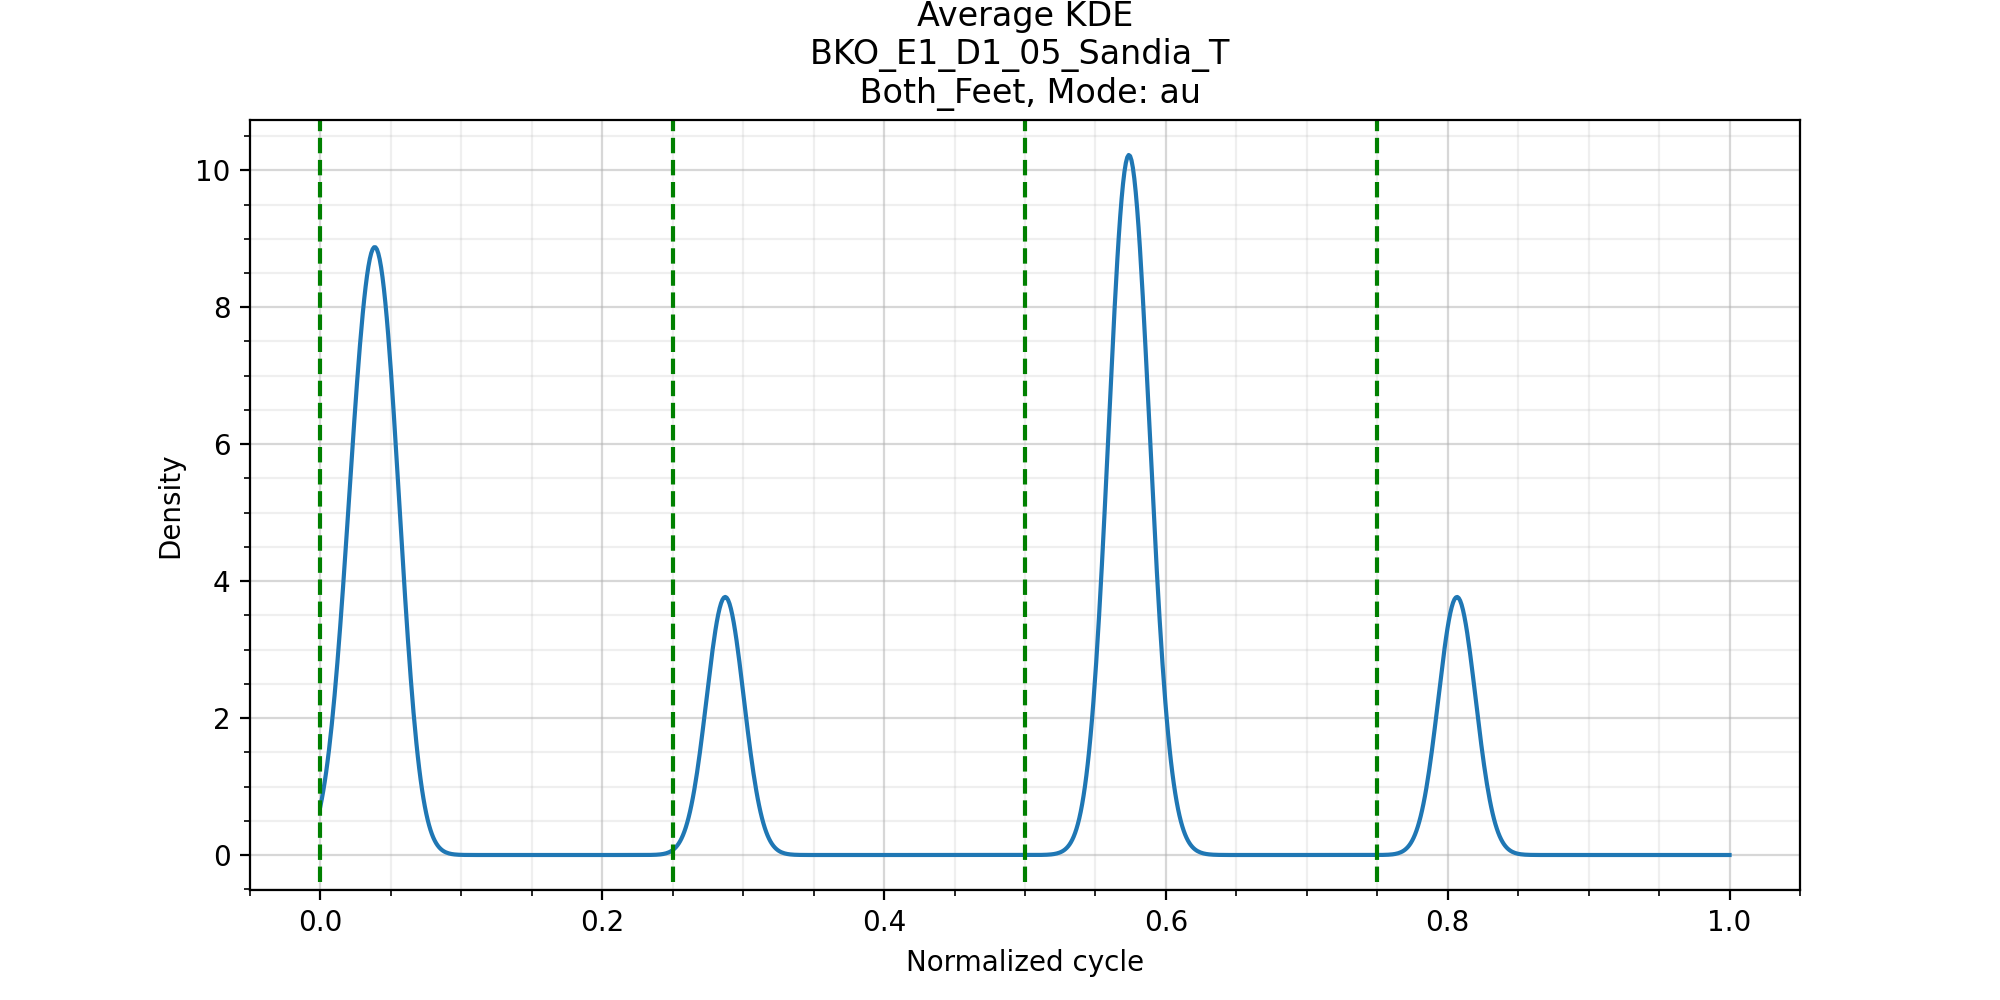 Average KDE
BKO_E1_D1_05_Sandia_T
Both_Feet, Mode: au
10
8
6
4
2
0
Density
0.0 0.2 0.4 0.6 0.8 1.0
Normalized cycle